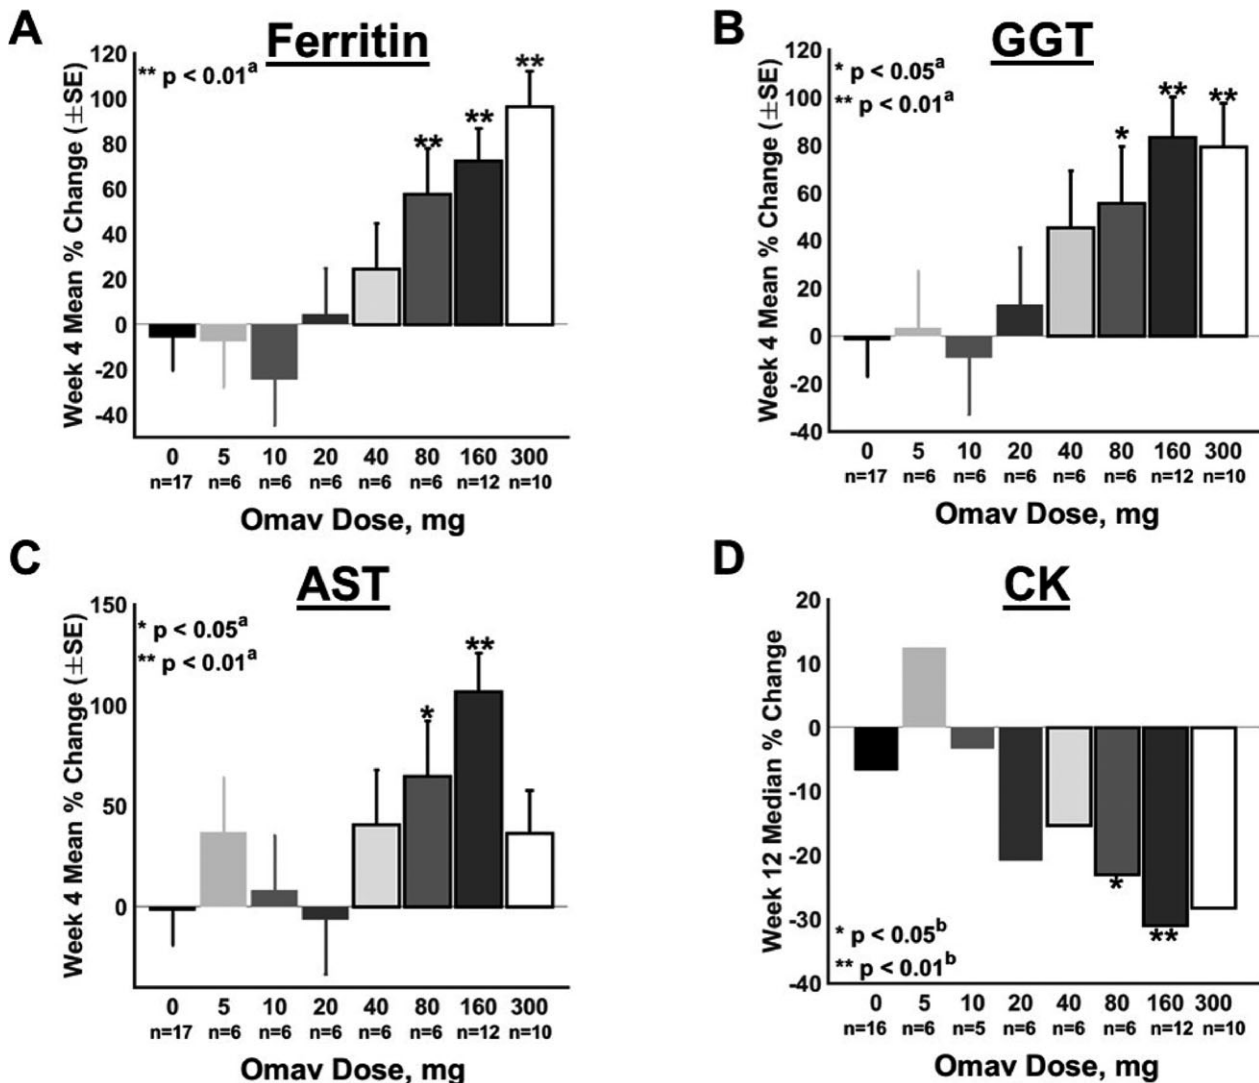 A
Ferritin
** p < 0.01a
Week 4 Mean % Change (±SE)
120
100
80
60
40
20
0
-20
-40
**
**
**
0 5 10 20 40 80 160 300
n=17 n=6 n=6 n=6 n=6 n=6 n=12 n=10
Omav Dose, mg
B
GGT
* p < 0.05a
** p < 0.01a
Week 4 Mean % Change (±SE)
120
100
80
60
40
20
0
-20
-40
*
**
**
0 5 10 20 40 80 160 300
n=17 n=6 n=6 n=6 n=6 n=6 n=12 n=10
Omav Dose, mg
C
AST
* p < 0.05a
** p < 0.01a
Week 4 Mean % Change (±SE)
150
100
50
0
*
**
0 5 10 20 40 80 160 300
n=17 n=6 n=6 n=6 n=6 n=6 n=12 n=10
Omav Dose, mg
D
CK
Week 12 Median % Change
20
10
0
-10
-20
-30
-40
*
**
* p < 0.05b
** p < 0.01b
0 5 10 20 40 80 160 300
n=16 n=6 n=5 n=6 n=6 n=6 n=12 n=10
Omav Dose, mg